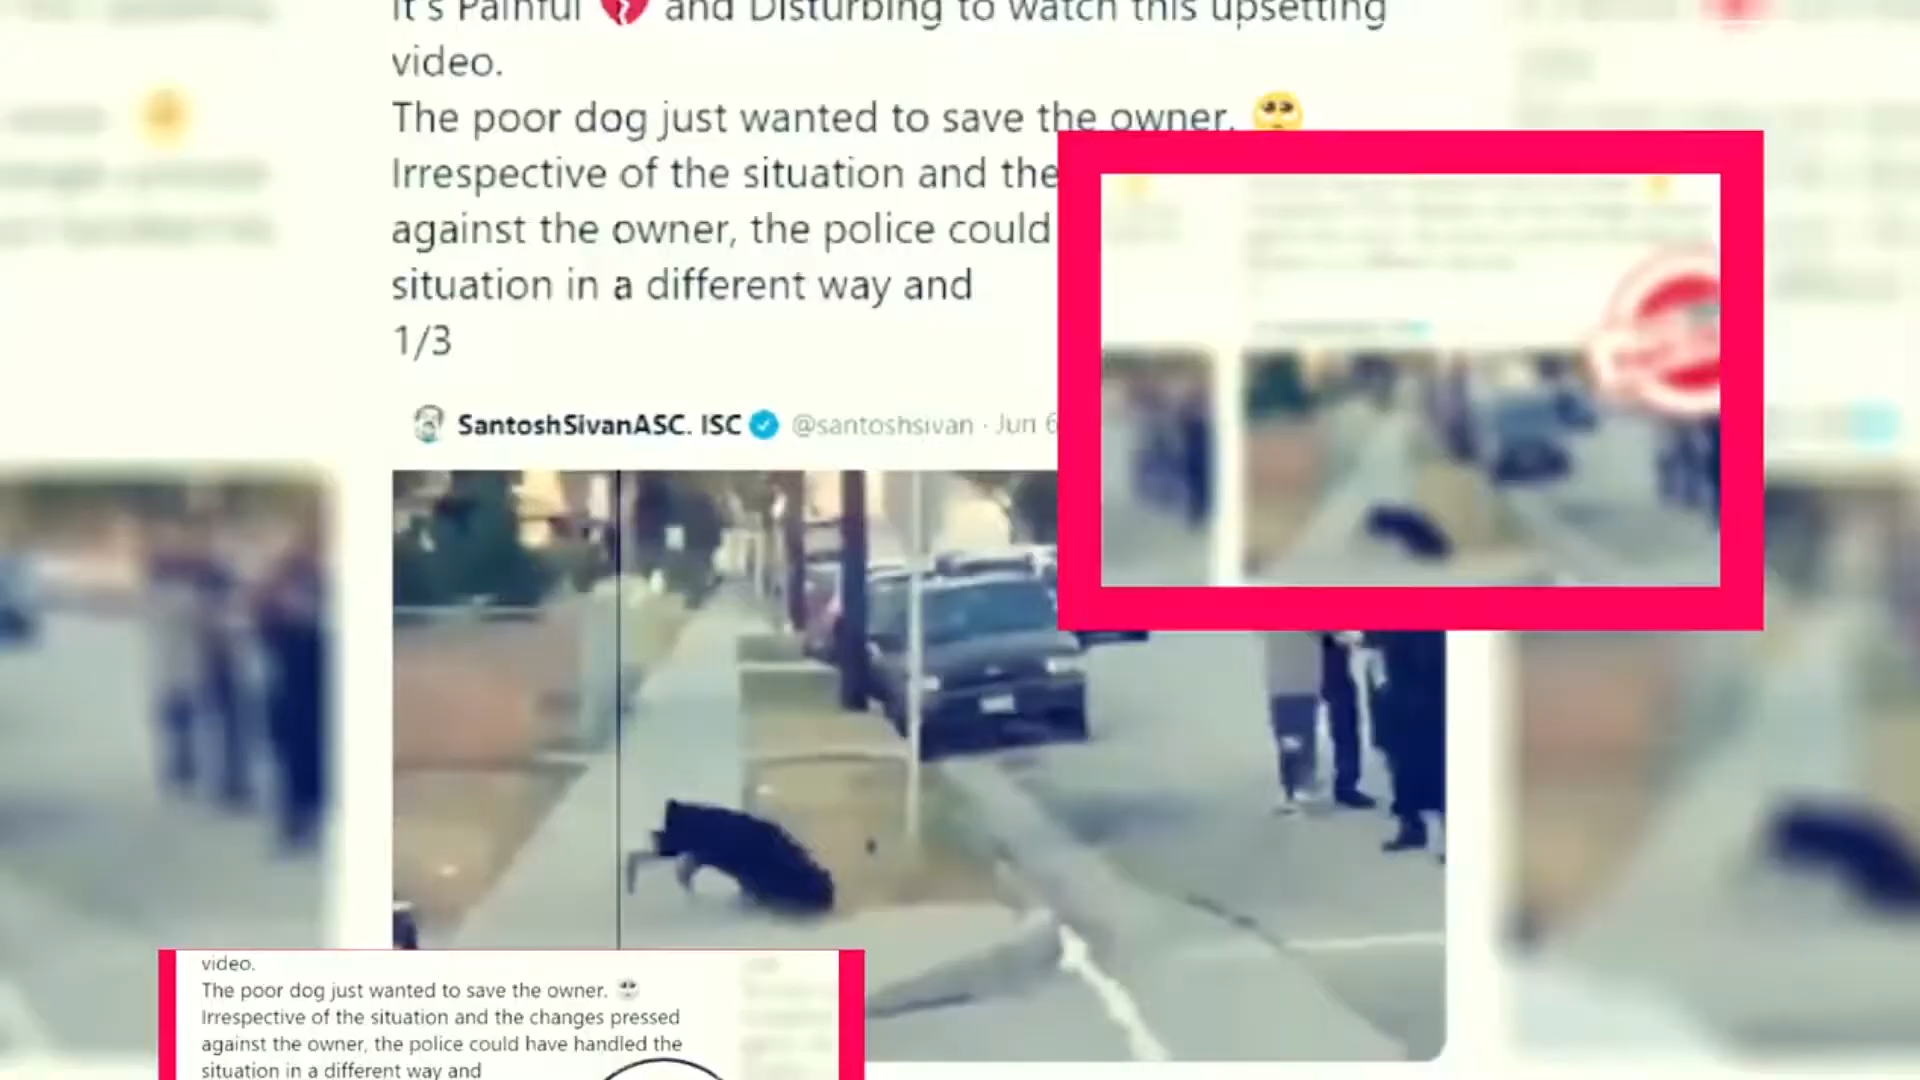 It's Painful 💔 and Disturbing to watch this upsetting
video.
The poor dog just wanted to save the owner. 🥺
Irrespective of the situation and the
against the owner, the police could
situation in a different way and
1/3
SantoshSivanASC. ISC @santoshsivan · Jun 6
video.
The poor dog just wanted to save the owner. 🥺
Irrespective of the situation and the changes pressed
against the owner, the police could have handled the
situation in a different way and